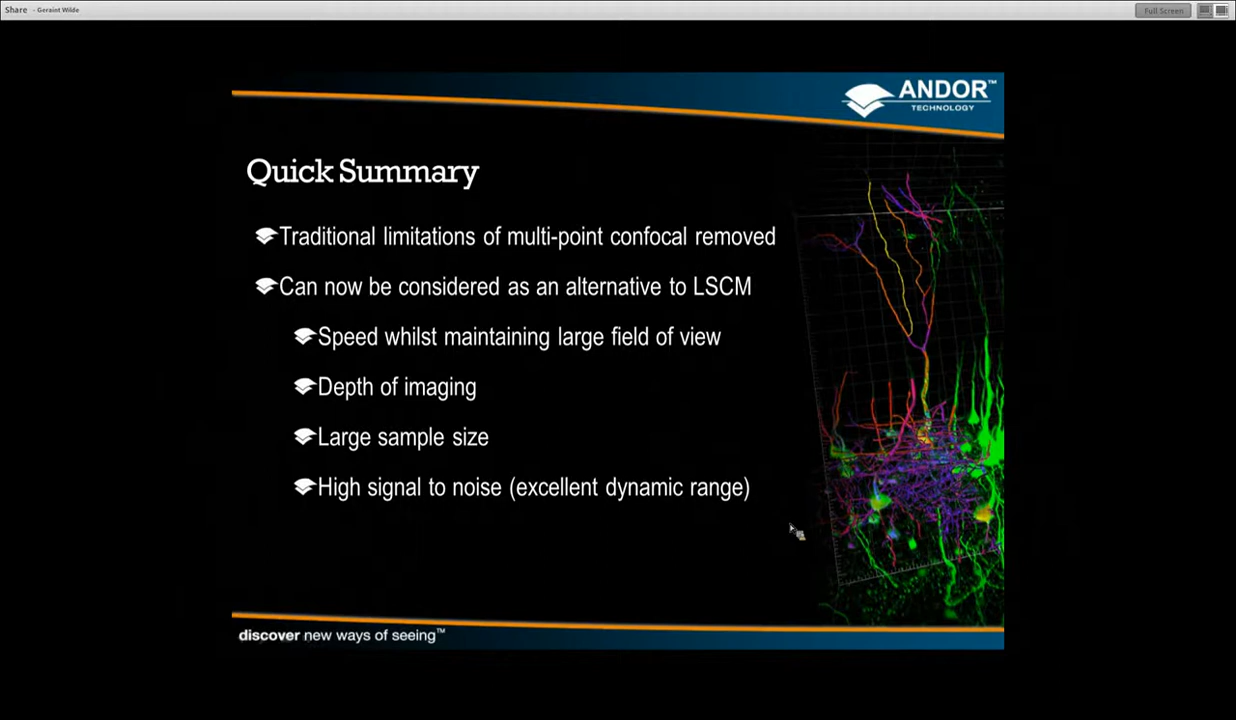 Share - Geraint Wilde
Full Screen
ANDOR™
TECHNOLOGY
Quick Summary
Traditional limitations of multi-point confocal removed
Can now be considered as an alternative to LSCM
Speed whilst maintaining large field of view
Depth of imaging
Large sample size
High signal to noise (excellent dynamic range)
discover new ways of seeing™